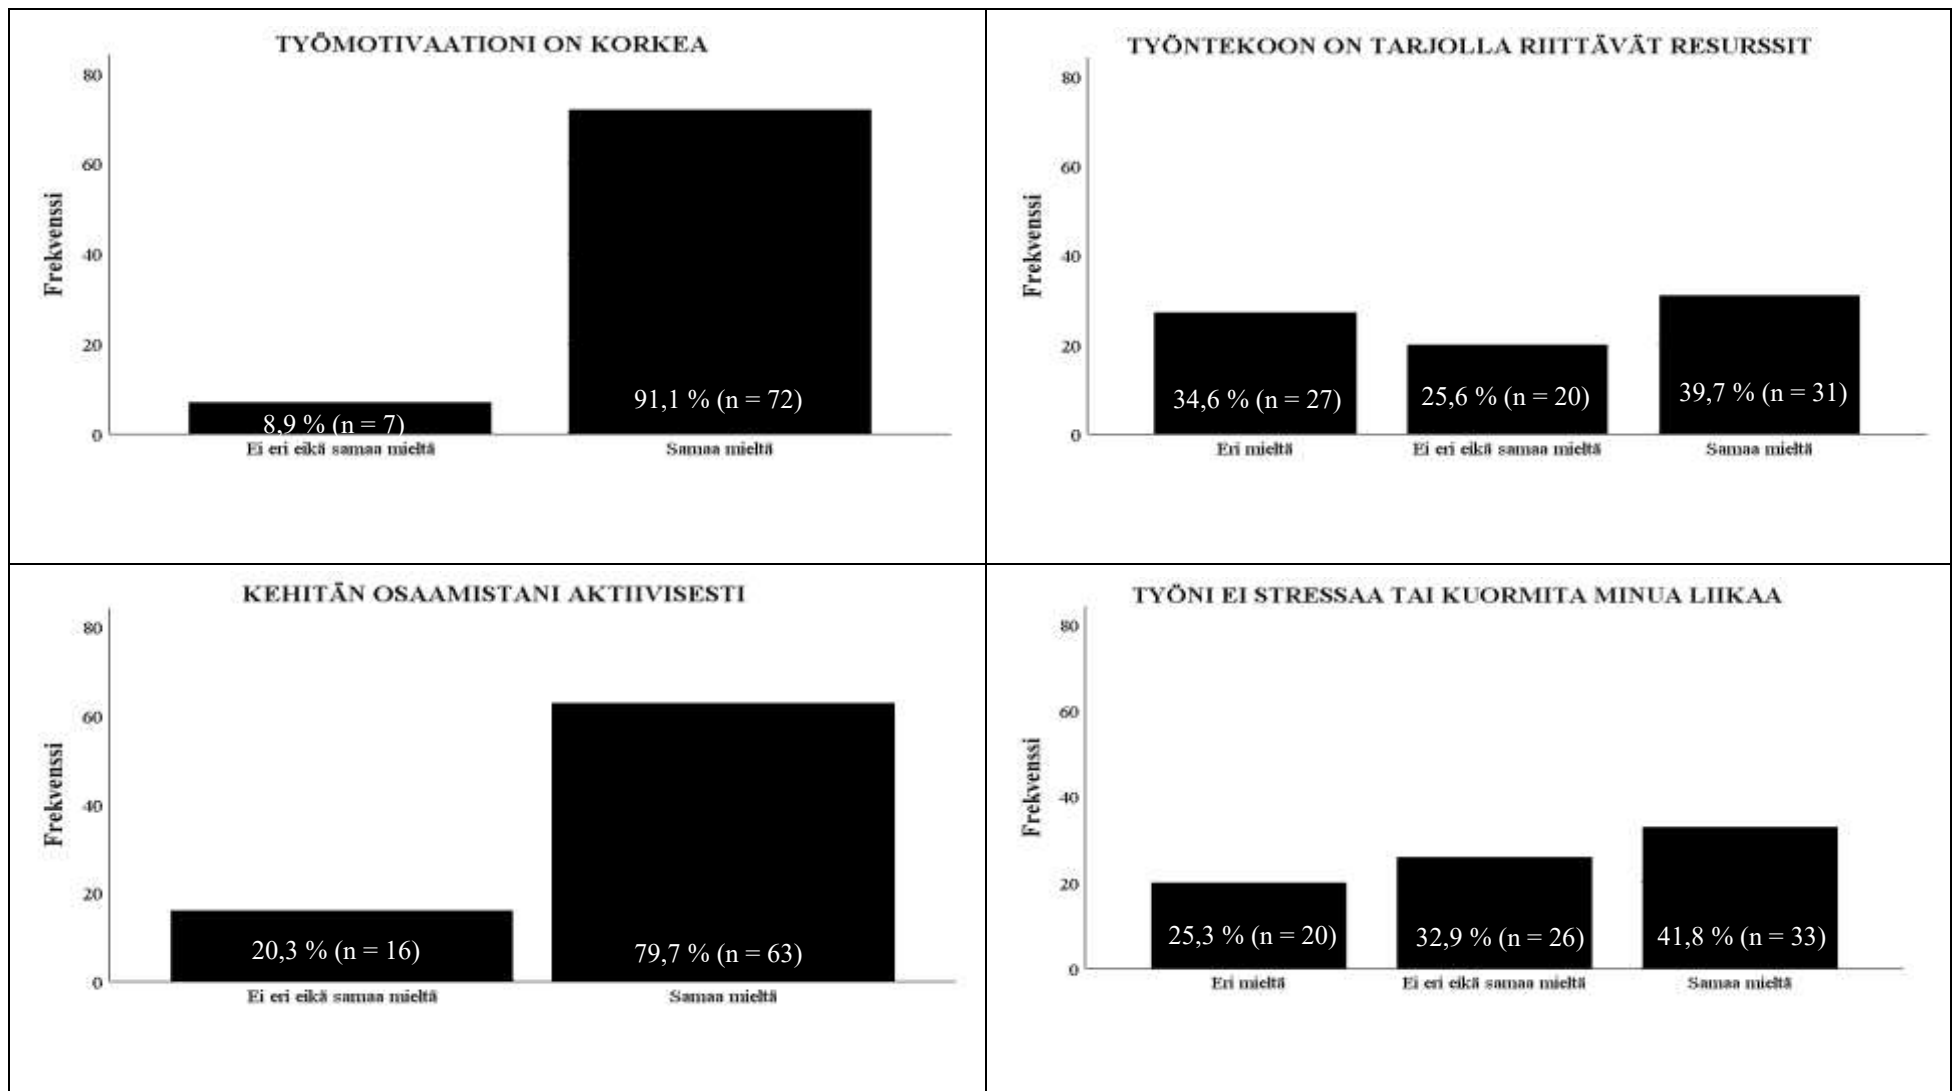 TYÖMOTIVAATIONI ON KORKEA
80
60
40
20
0
Frekvenssi
8,9 % (n = 7)
91,1 % (n = 72)
Ei eri eikä samaa mieltä
Samaa mieltä
TYÖNTEKOON ON TARJOLLA RIITTÄVÄT RESURSSIT
80
60
40
20
0
Frekvenssi
34,6 % (n = 27)
25,6 % (n = 20)
39,7 % (n = 31)
Eri mieltä
Ei eri eikä samaa mieltä
Samaa mieltä
KEHITÄN OSAAMISTANI AKTIIVISESTI
80
60
40
20
0
Frekvenssi
20,3 % (n = 16)
79,7 % (n = 63)
Ei eri eikä samaa mieltä
Samaa mieltä
TYÖNI EI STRESSAA TAI KUORMITA MINUA LIIKAA
80
60
40
20
0
Frekvenssi
25,3 % (n = 20)
32,9 % (n = 26)
41,8 % (n = 33)
Eri mieltä
Ei eri eikä samaa mieltä
Samaa mieltä